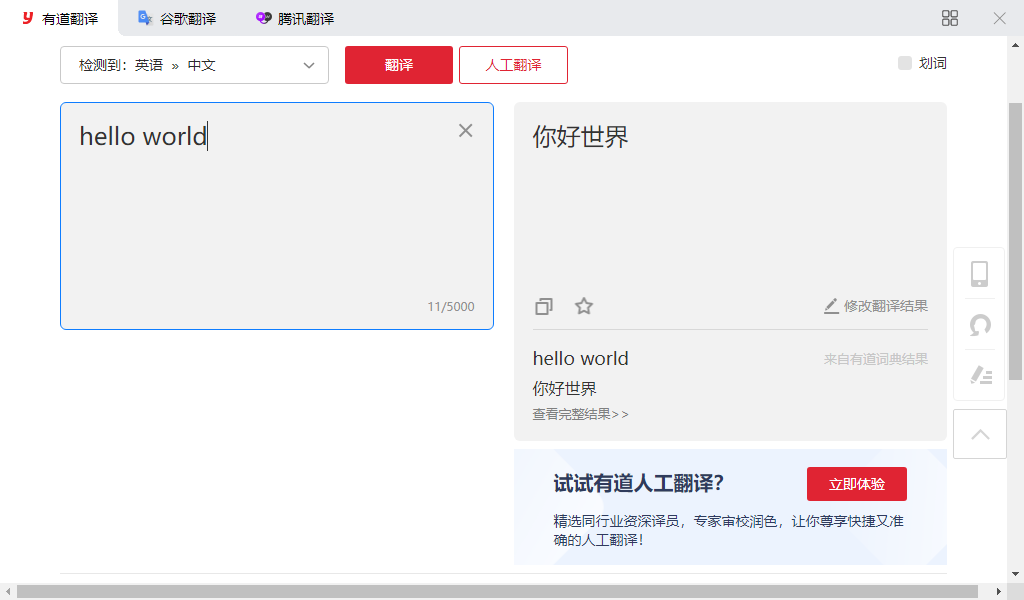 有道翻译
谷歌翻译
腾讯翻译
检测到：英语 » 中文
翻译
人工翻译
划词
hello world
11/5000
你好世界
修改翻译结果
hello world
来自有道词典结果
你好世界
查看完整结果>>
试试有道人工翻译？
立即体验
精选同行业资深译员，专家审校润色，让你尊享快捷又准
确的人工翻译！